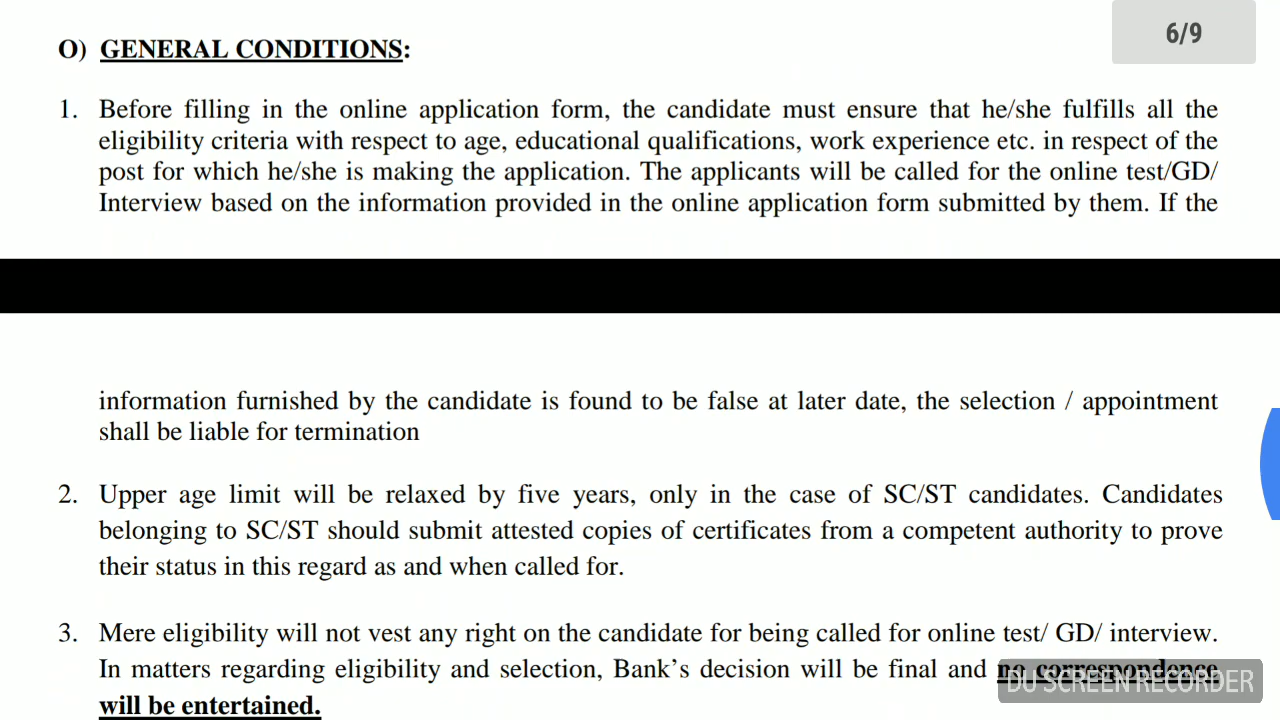 6/9
O) GENERAL CONDITIONS:
1. Before filling in the online application form, the candidate must ensure that he/she fulfills all the
eligibility criteria with respect to age, educational qualifications, work experience etc. in respect of the
post for which he/she is making the application. The applicants will be called for the online test/GD/
Interview based on the information provided in the online application form submitted by them. If the
information furnished by the candidate is found to be false at later date, the selection / appointment
shall be liable for termination
2. Upper age limit will be relaxed by five years, only in the case of SC/ST candidates. Candidates
belonging to SC/ST should submit attested copies of certificates from a competent authority to prove
their status in this regard as and when called for.
3. Mere eligibility will not vest any right on the candidate for being called for online test/ GD/ interview.
In matters regarding eligibility and selection, Bank’s decision will be final and no correspondence
will be entertained.
DU SCREEN RECORDER